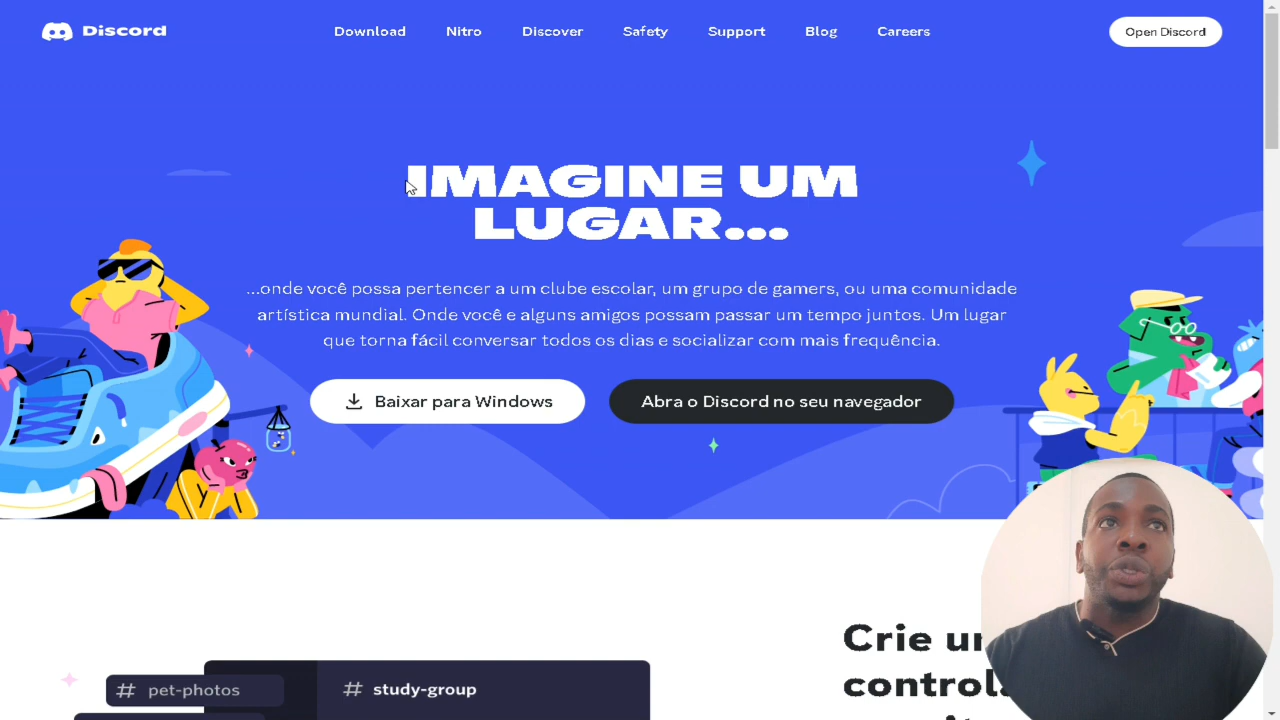 Discord
Download
Nitro
Discover
Safety
Support
Blog
Careers
Open Discord
IMAGINE UM
LUGAR...
...onde você possa pertencer a um clube escolar, um grupo de gamers, ou uma comunidade
artística mundial. Onde você e alguns amigos possam passar um tempo juntos. Um lugar
que torna fácil conversar todos os dias e socializar com mais frequência.
Baixar para Windows
Abra o Discord no seu navegador
Crie
# pet-photos
# study-group